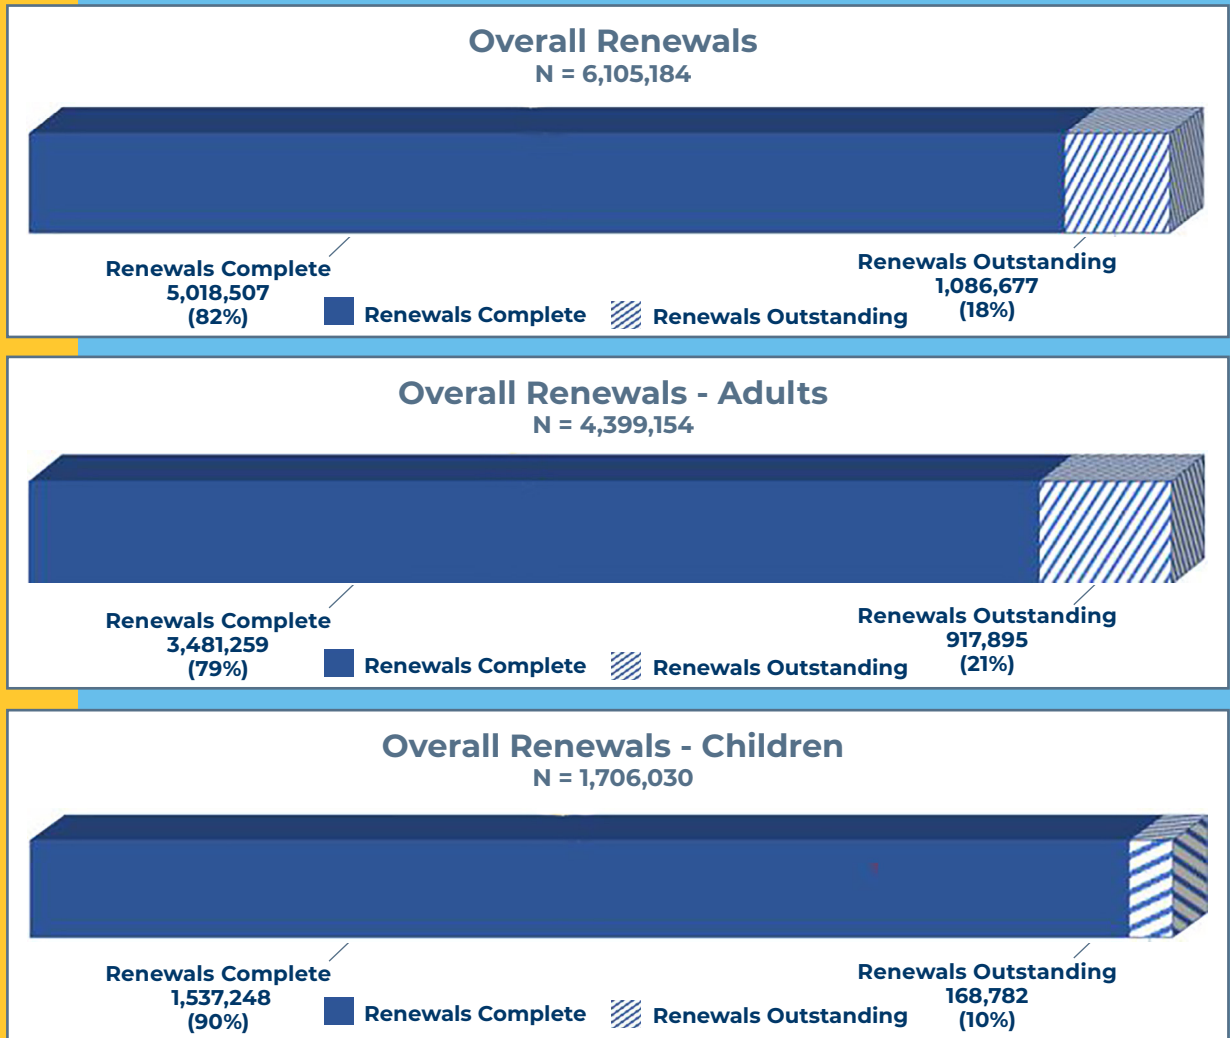 Overall Renewals
N = 6,105,184
Renewals Complete
5,018,507
(82%)
Renewals Outstanding
1,086,677
(18%)
Renewals Complete
Renewals Outstanding
Overall Renewals - Adults
N = 4,399,154
Renewals Complete
3,481,259
(79%)
Renewals Outstanding
917,895
(21%)
Renewals Complete
Renewals Outstanding
Overall Renewals - Children
N = 1,706,030
Renewals Complete
1,537,248
(90%)
Renewals Outstanding
168,782
(10%)
Renewals Complete
Renewals Outstanding